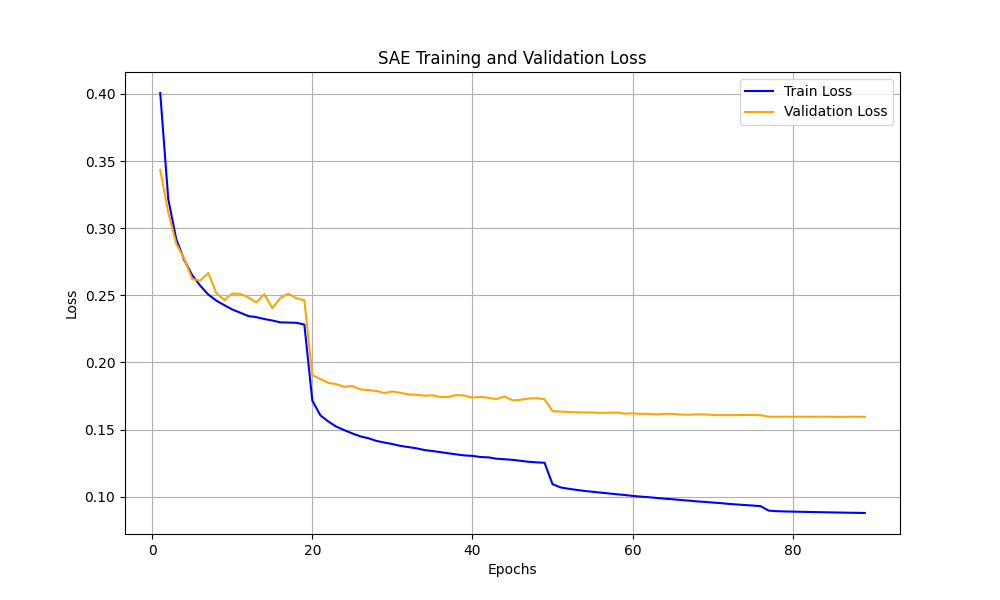 SAE Training and Validation Loss
Train Loss
Validation Loss
0.40
0.35
0.30
0.25
0.20
0.15
0.10
Loss
0 20 40 60 80
Epochs